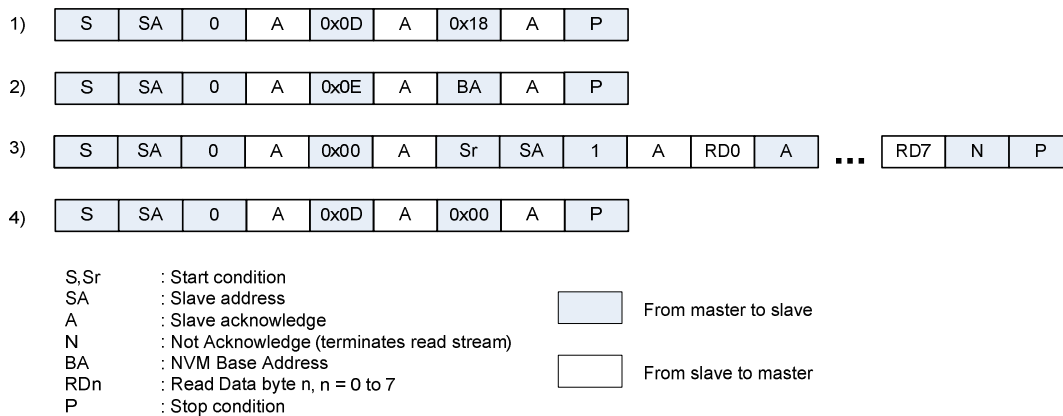 1) S SA 0 A 0x0D A 0x18 A P
2) S SA 0 A 0x0E A BA A P
3) S SA 0 A 0x00 A Sr SA 1 A RD0 A ... RD7 N P
4) S SA 0 A 0x0D A 0x00 A P
S,Sr : Start condition
SA : Slave address
A : Slave acknowledge
N : Not Acknowledge (terminates read stream)
BA : NVM Base Address
RDn : Read Data byte n, n = 0 to 7
P : Stop condition
From master to slave
From slave to master